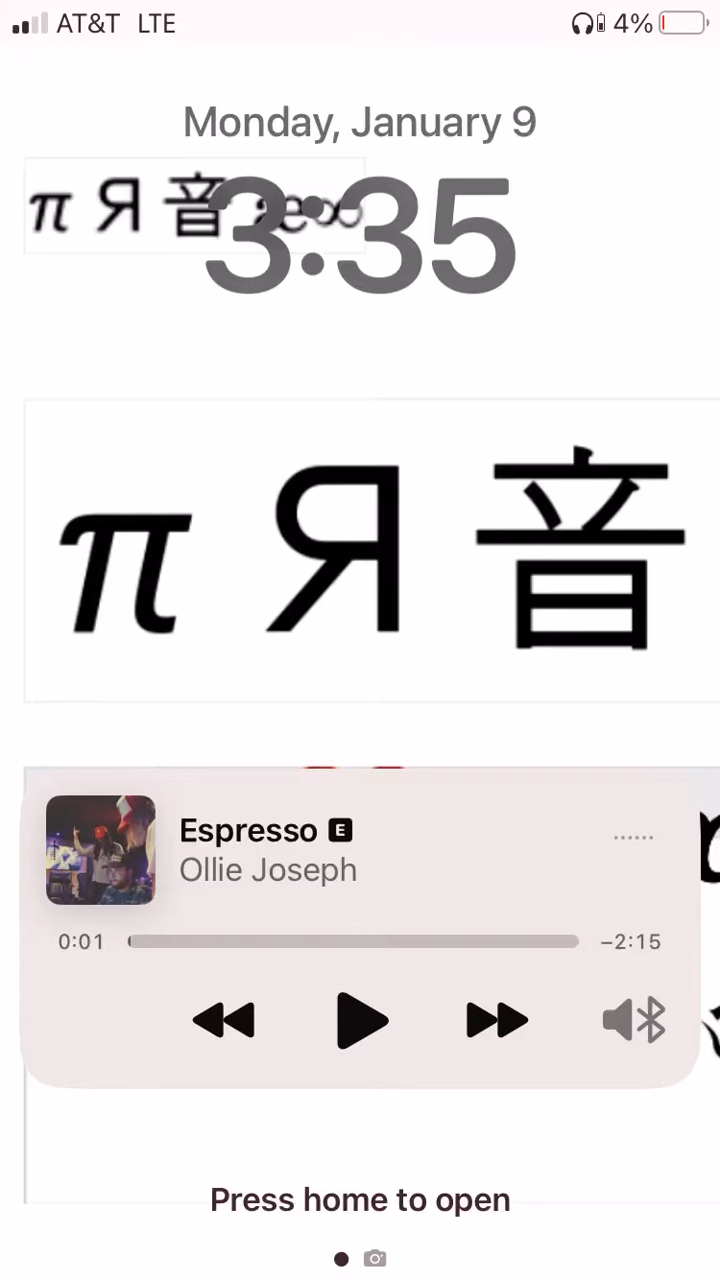 AT&T LTE 4%
Monday, January 9
π Я 音 æ∞
3:35
π Я 音
Espresso E
Ollie Joseph
0:01 −2:15
Press home to open